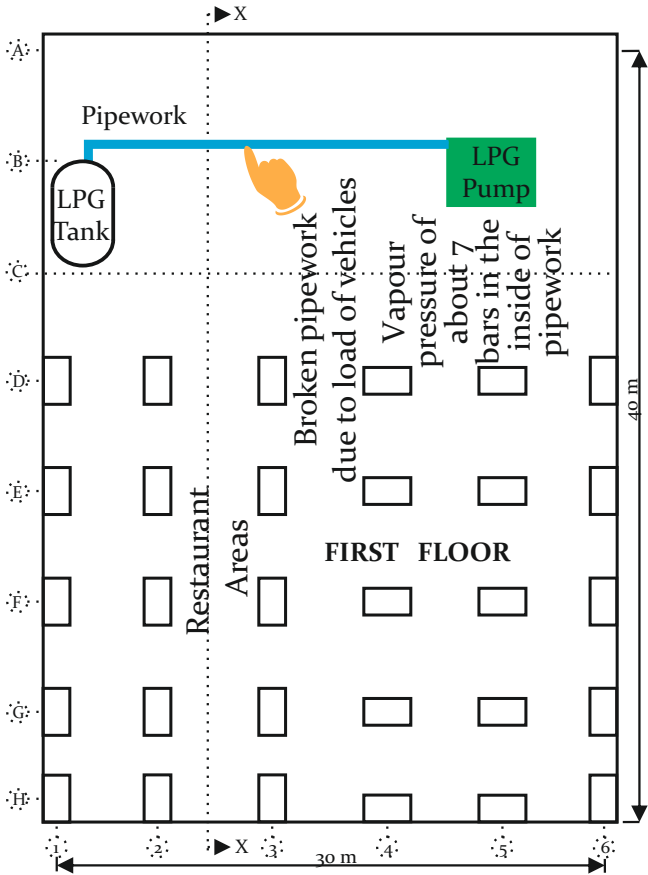 X
A
Pipework
B
LPG
Tank
LPG
Pump
Broken pipework
due to load of vehicles
Vapour
pressure of
about 7
bars in the
inside of
pipework
C
D
40 m
E
Restaurant
Areas
FIRST FLOOR
F
G
H
1
2
X
3
4
5
6
30 m